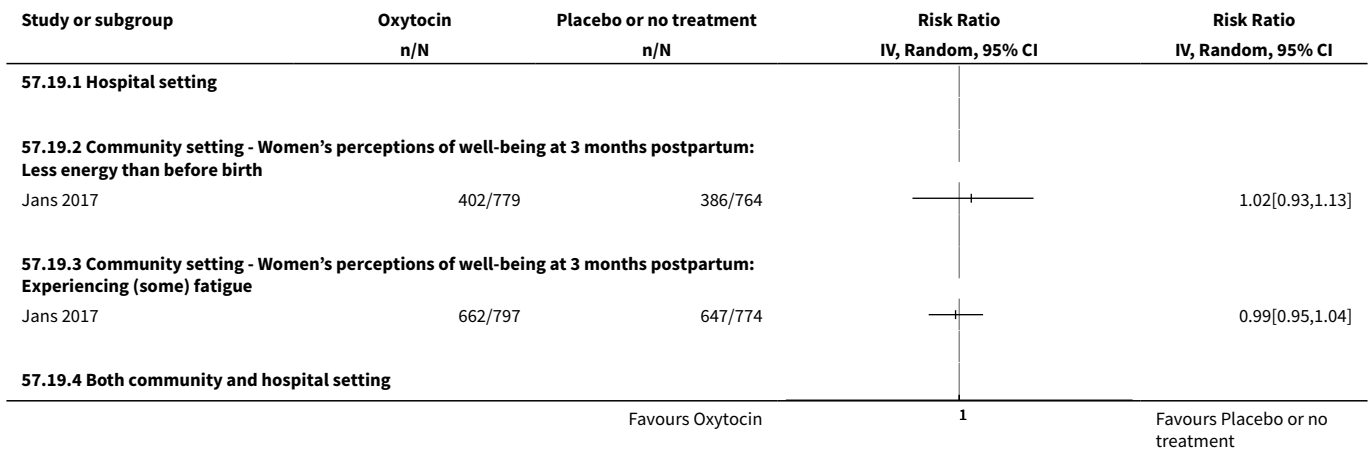 Study or subgroup Oxytocin Placebo or no treatment Risk Ratio Risk Ratio
n/N n/N IV, Random, 95% CI IV, Random, 95% CI
57.19.1 Hospital setting
57.19.2 Community setting - Women’s perceptions of well-being at 3 months postpartum:
Less energy than before birth
Jans 2017 402/779 386/764 1.02[0.93,1.13]
57.19.3 Community setting - Women’s perceptions of well-being at 3 months postpartum:
Experiencing (some) fatigue
Jans 2017 662/797 647/774 0.99[0.95,1.04]
57.19.4 Both community and hospital setting
Favours Oxytocin 1 Favours Placebo or no
treatment